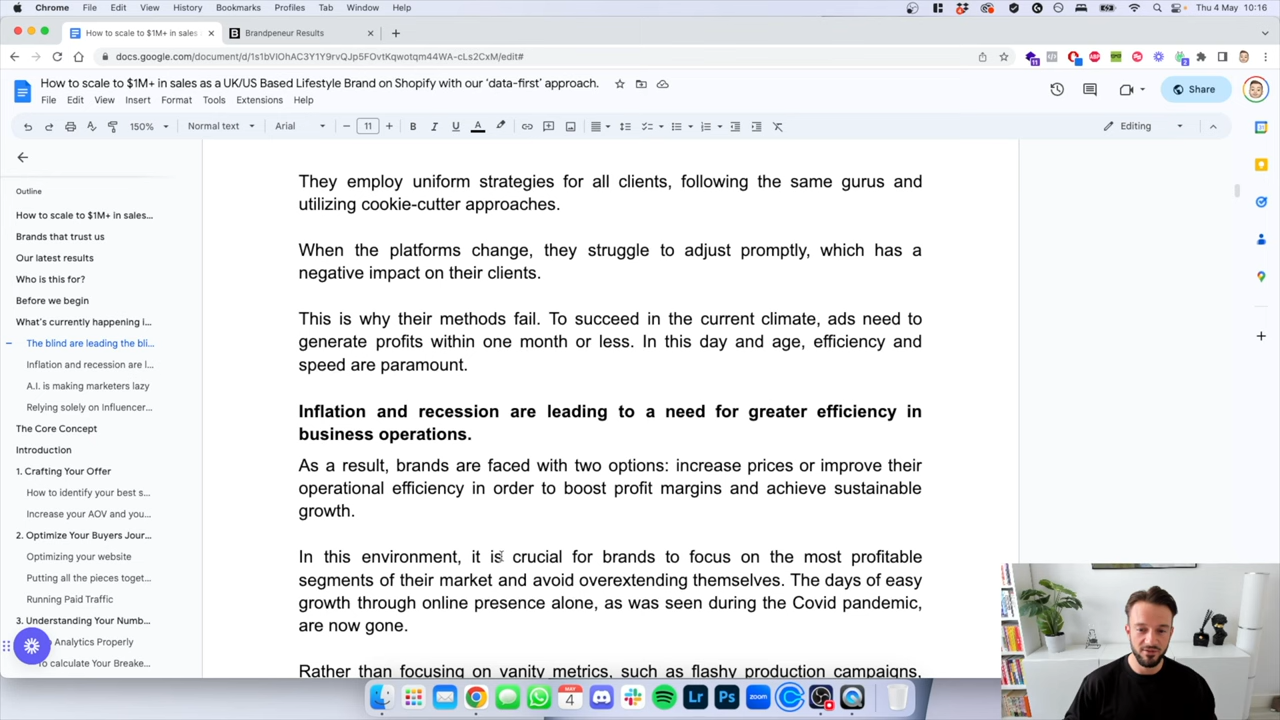 Chrome File Edit View History Bookmarks Profiles Tab Window Help Thu 4 May 10:16
How to scale to $1M+ in sales Brandpeneur Results
docs.google.com/document/d/1s1bVIOhAC3Y1Y9rvQJp5FOvtKqwotqm44WA-cLs2CxM/edit#
How to scale to $1M+ in sales as a UK/US Based Lifestyle Brand on Shopify with our 'data-first' approach.
File Edit View Insert Format Tools Extensions Help
Share
150% Normal text Arial 11 Editing
Outline
How to scale to $1M+ in sales...
Brands that trust us
Our latest results
Who is this for?
Before we begin
What's currently happening i...
The blind are leading the bli...
Inflation and recession are l...
A.I. is making marketers lazy
Relying solely on Influencer...
The Core Concept
Introduction
1. Crafting Your Offer
How to identify your best s...
Increase your AOV and you...
2. Optimize Your Buyers Jour...
Optimizing your website
Putting all the pieces toget...
Running Paid Traffic
3. Understanding Your Numb...
Analytics Properly
To calculate Your Breake...
They employ uniform strategies for all clients, following the same gurus and
utilizing cookie-cutter approaches.
When the platforms change, they struggle to adjust promptly, which has a
negative impact on their clients.
This is why their methods fail. To succeed in the current climate, ads need to
generate profits within one month or less. In this day and age, efficiency and
speed are paramount.
Inflation and recession are leading to a need for greater efficiency in
business operations.
As a result, brands are faced with two options: increase prices or improve their
operational efficiency in order to boost profit margins and achieve sustainable
growth.
In this environment, it is crucial for brands to focus on the most profitable
segments of their market and avoid overextending themselves. The days of easy
growth through online presence alone, as was seen during the Covid pandemic,
are now gone.
Rather than focusing on vanity metrics, such as flashy production campaigns,
MAY
4
Lr Ps zoom